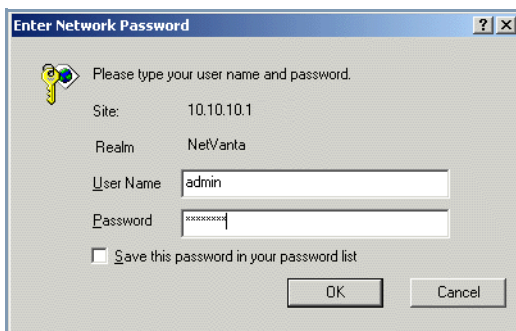 Enter Network Password
Please type your user name and password.
Site: 10.10.10.1
Realm NetVanta
User Name admin
Password ********
Save this password in your password list
OK Cancel